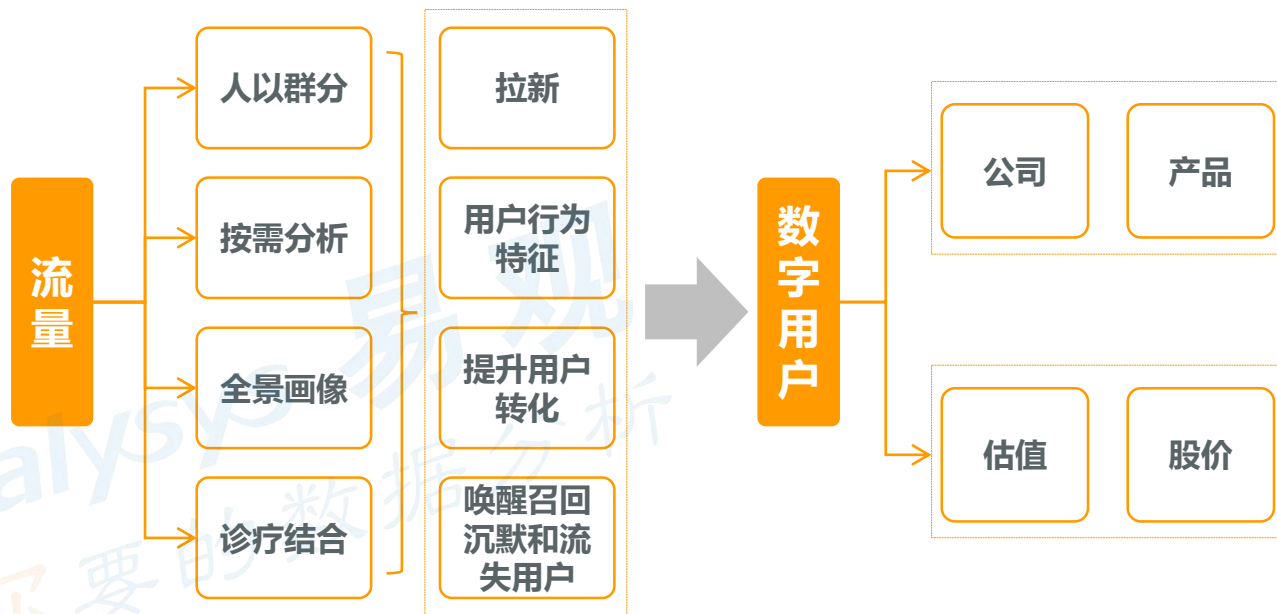 流量
人以群分
按需分析
全景画像
诊疗结合
拉新
用户行为
特征
提升用户
转化
唤醒召回
沉默和流
失用户
数字用户
公司
产品
估值
股价
alysys 易观
你要的数据分析